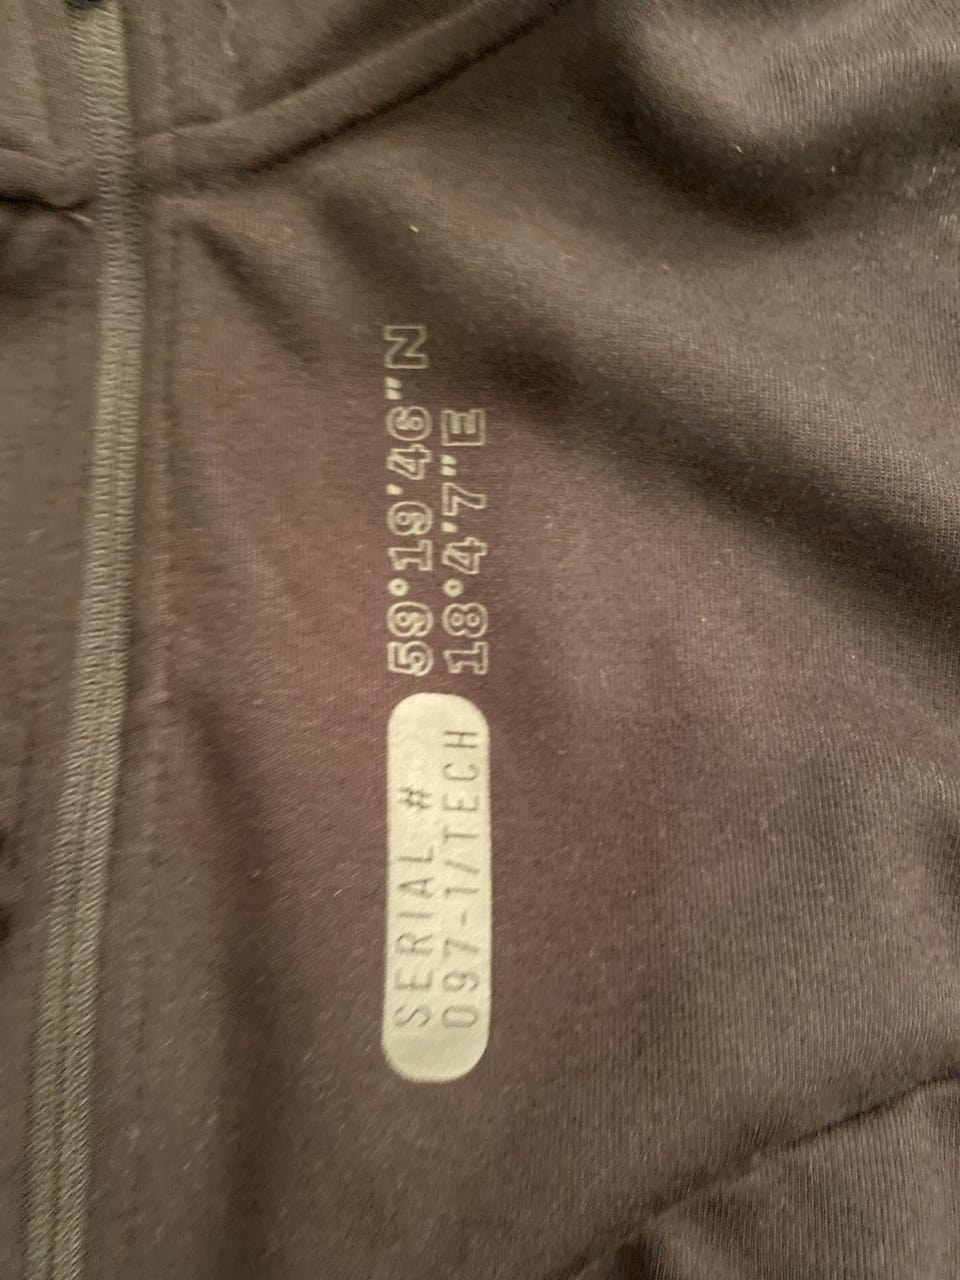 59°19'46"N
18°4'7"E
SERIAL #
097-1/TECH